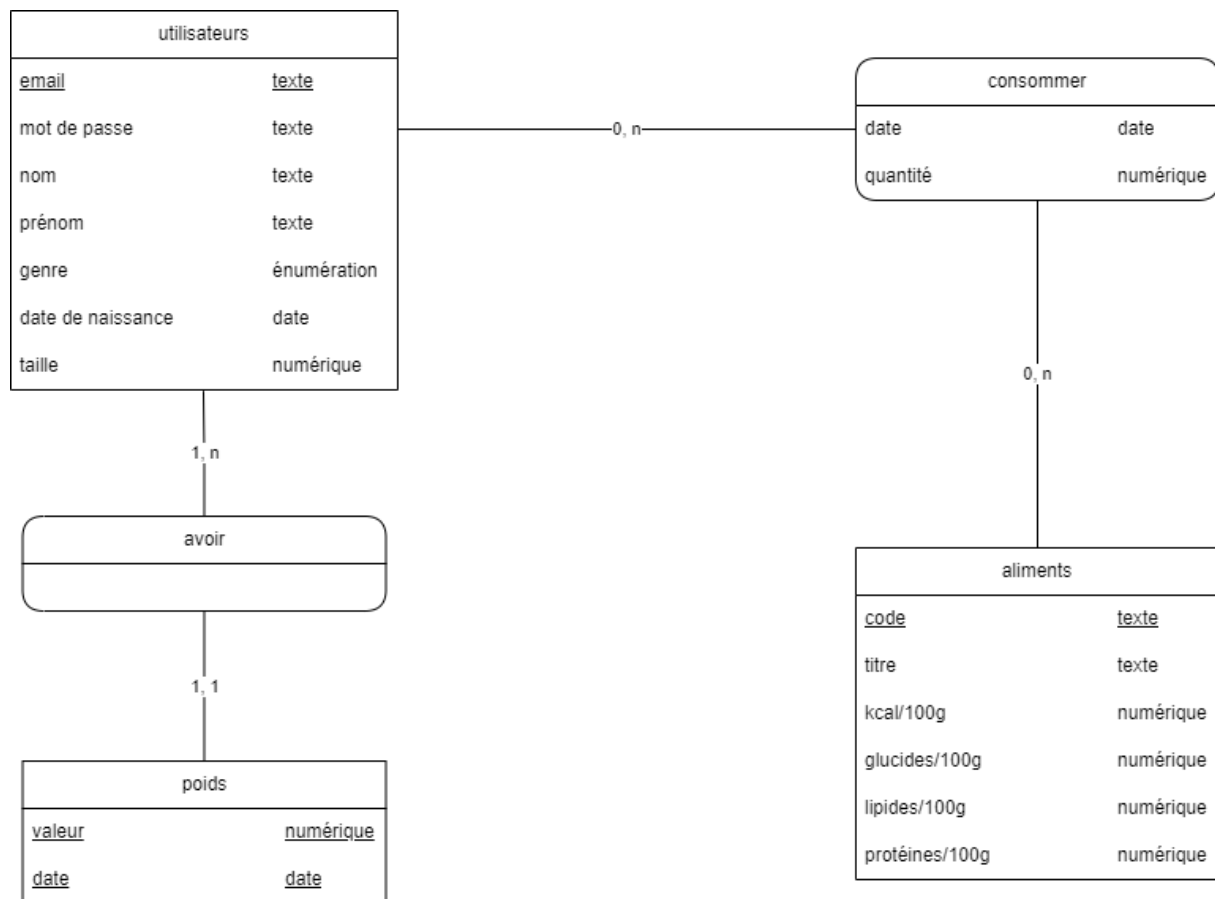 utilisateurs
email texte
mot de passe texte
nom texte
prénom texte
genre énumération
date de naissance date
taille numérique
0, n
consommer
date date
quantité numérique
1, n
0, n
avoir
1, 1
aliments
code texte
titre texte
kcal/100g numérique
glucides/100g numérique
lipides/100g numérique
protéines/100g numérique
poids
valeur numérique
date date